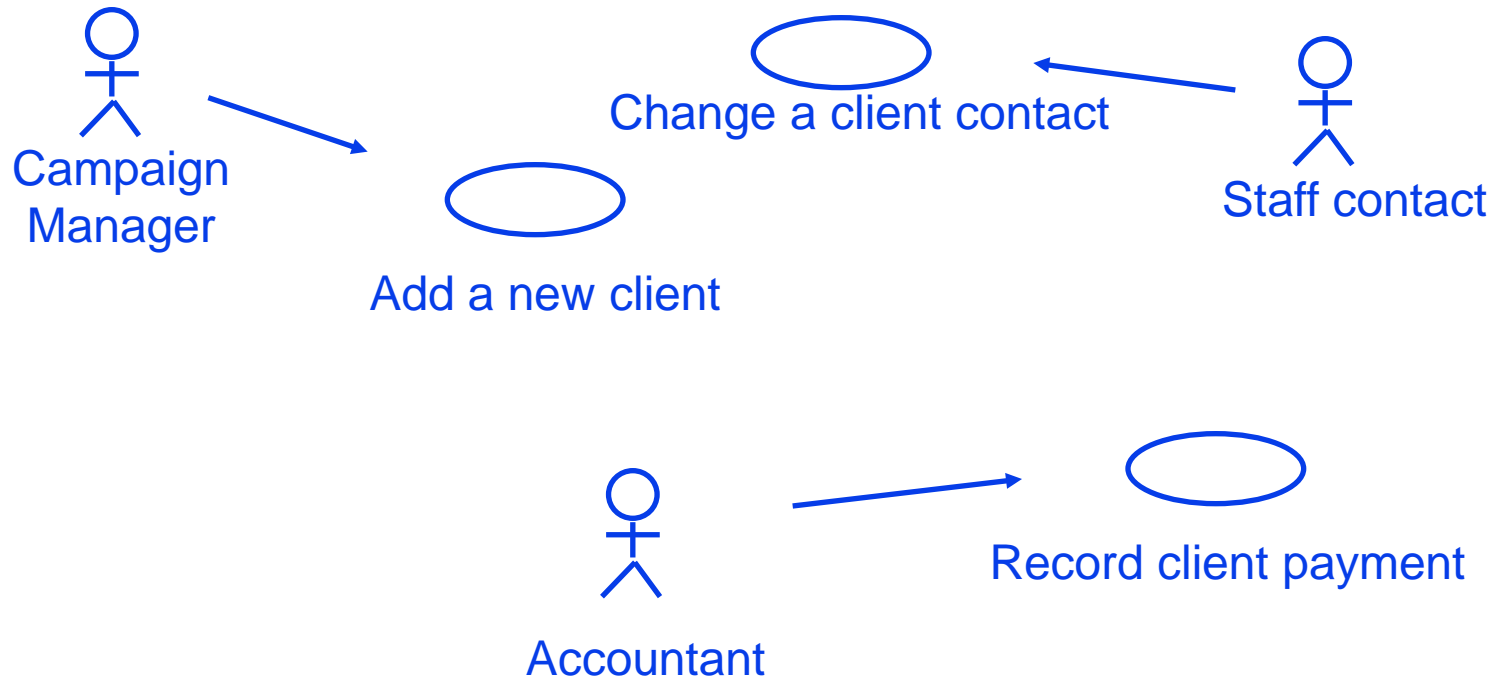 Change a client contact
Campaign
Manager
Staff contact
Add a new client
Record client payment
Accountant